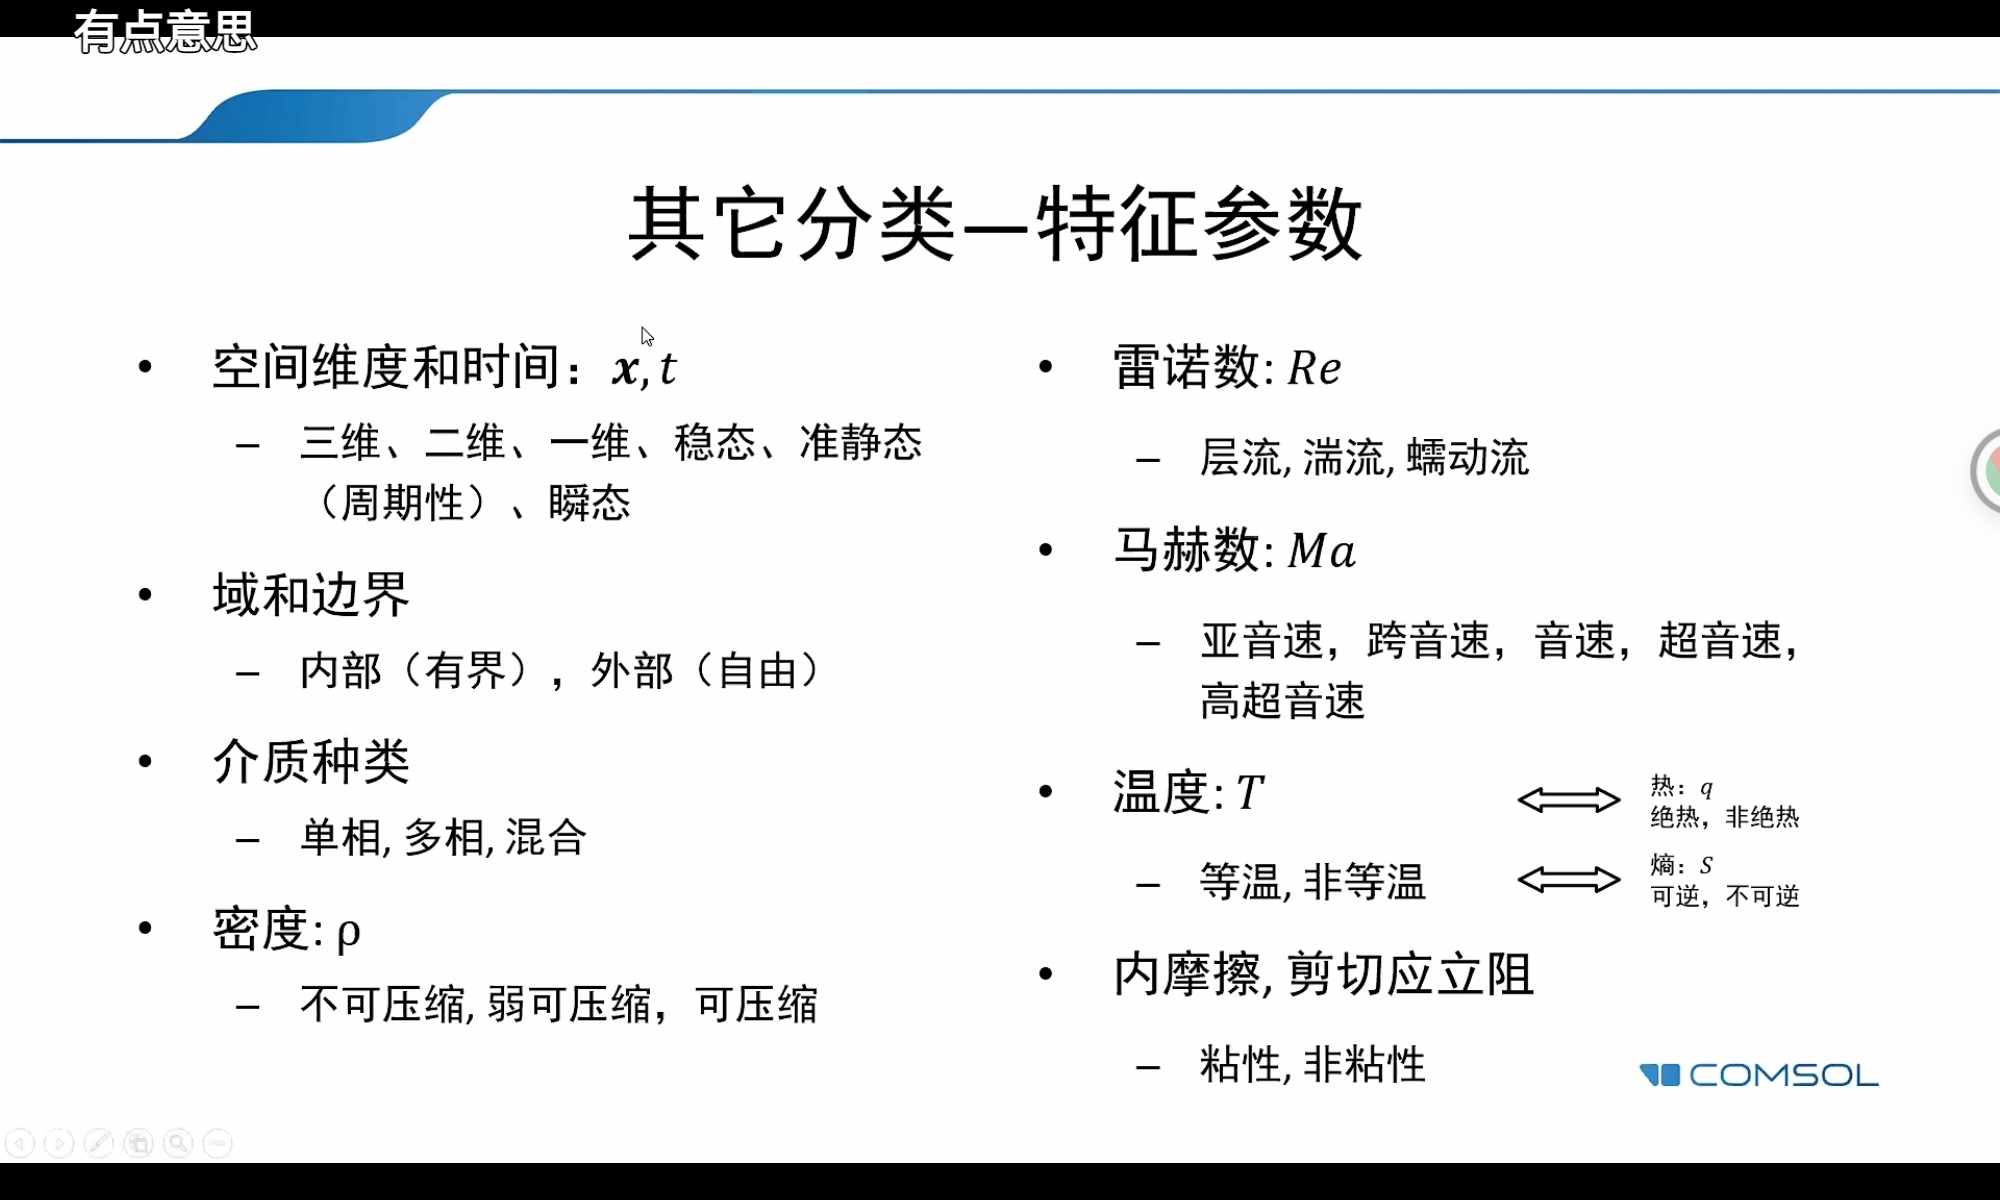 有点意思
其它分类—特征参数
• 空间维度和时间：x, t
– 三维、二维、一维、稳态、准静态
（周期性）、瞬态
• 域和边界
– 内部（有界），外部（自由）
• 介质种类
– 单相, 多相, 混合
• 密度: ρ
– 不可压缩, 弱可压缩，可压缩
• 雷诺数: Re
– 层流, 湍流, 蠕动流
• 马赫数: Ma
– 亚音速，跨音速，音速，超音速，
高超音速
• 温度: T
– 等温, 非等温
热：q
绝热，非绝热
熵：S
可逆，不可逆
• 内摩擦, 剪切应立阻
– 粘性, 非粘性
COMSOL